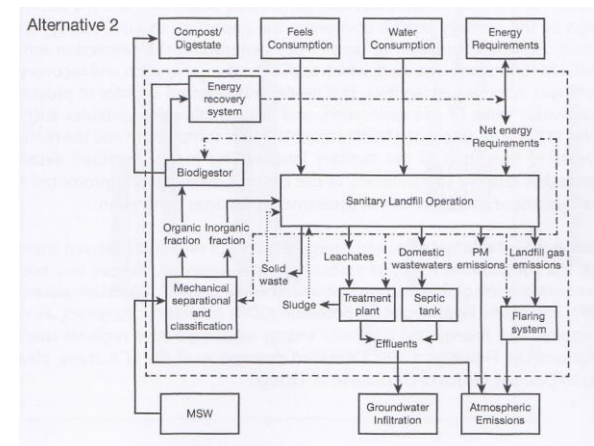 Alternative 2
Compost/
Digestate
Feels
Consumption
Water
Consumption
Energy
Requirements
Energy
recovery
system
Net energy
Requirements
Biodigestor
Sanitary Landfill Operation
Organic
fraction
Inorganic
fraction
Solid
waste
Leachates
Domestic
wastewaters
PM
emissions
Landfill gas
emissions
Mechanical
separational
and
classification
Sludge
Treatment
plant
Septic
tank
Flaring
system
Effluents
MSW
Groundwater
Infiltration
Atmospheric
Emissions